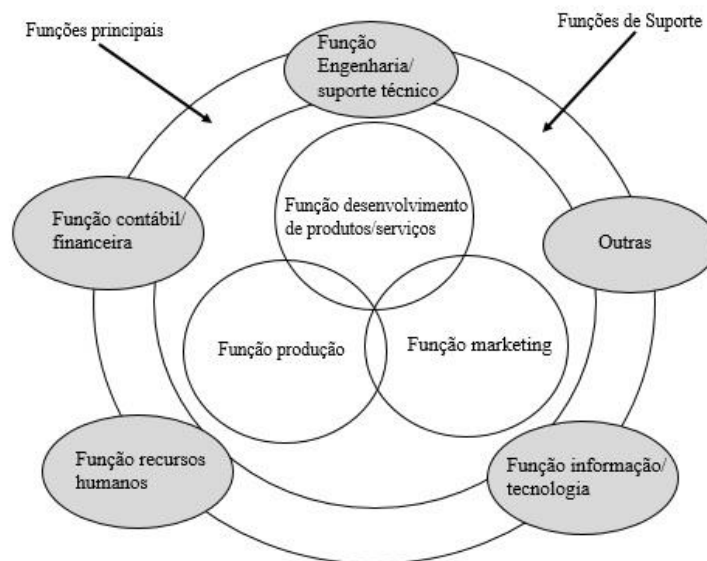 Funções principais
Funções de Suporte
Função
Engenharia/
suporte técnico
Função desenvolvimento
de produtos/serviços
Função contábil/
financeira
Outras
Função produção
Função marketing
Função recursos
humanos
Função informação/
tecnologia